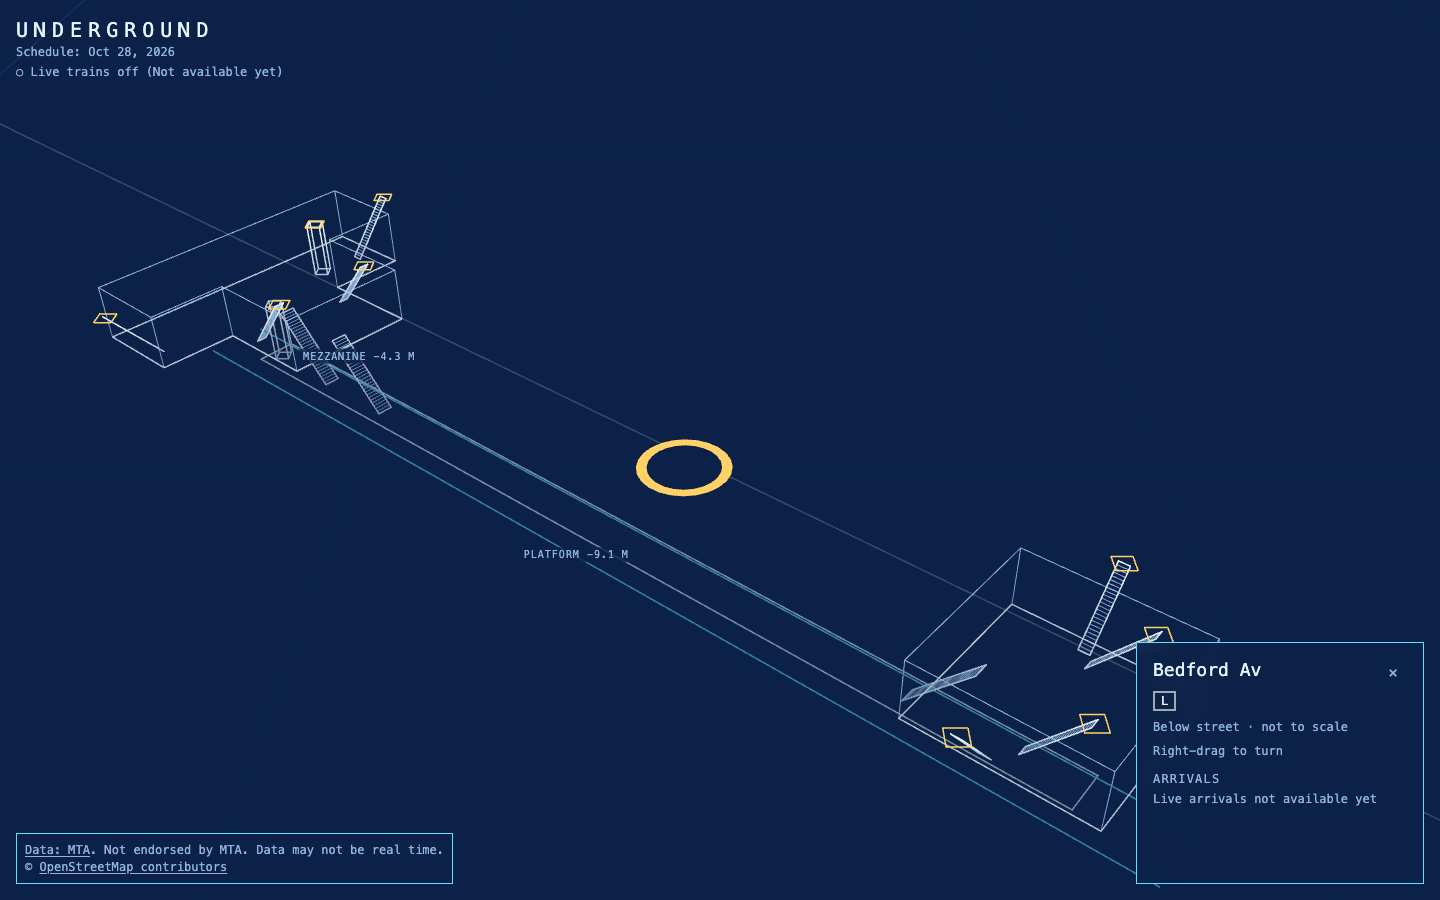 UNDERGROUND
Schedule: Oct 28, 2026
○ Live trains off (Not available yet)
MEZZANINE −4.3 M
PLATFORM −9.1 M
Bedford Av
×
L
Below street · not to scale
Right-drag to turn
ARRIVALS
Live arrivals not available yet
Data: MTA. Not endorsed by MTA. Data may not be real time.
© OpenStreetMap contributors